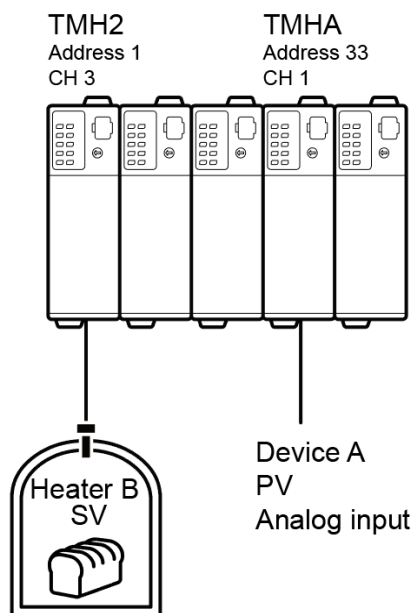 TMH2
Address 1
CH 3
TMHA
Address 33
CH 1
Heater B
SV
Device A
PV
Analog input